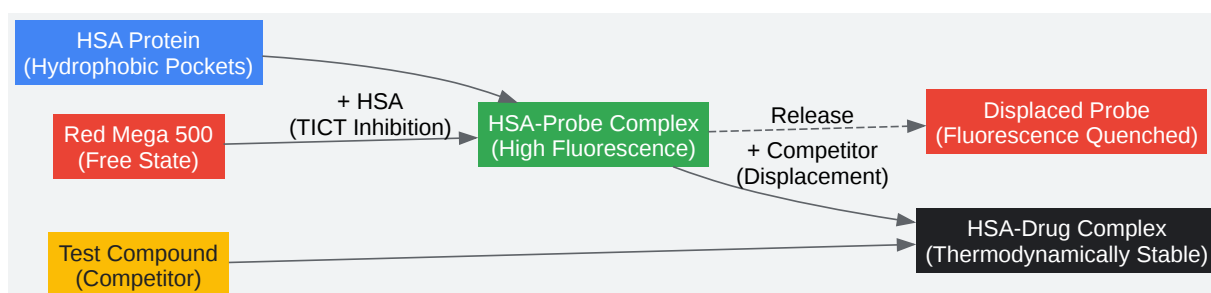 HSA Protein
(Hydrophobic Pockets)
Red Mega 500
(Free State)
+ HSA
(TICT Inhibition)
HSA-Probe Complex
(High Fluorescence)
Release
+ Competitor
(Displacement)
Displaced Probe
(Fluorescence Quenched)
Test Compound
(Competitor)
HSA-Drug Complex
(Thermodynamically Stable)